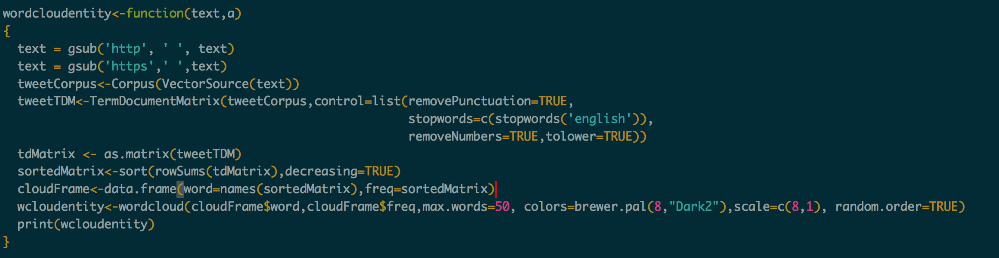 wordcloudentity<-function(text,a)
{
  text = gsub('http', ' ', text)
  text = gsub('https',' ',text)
  tweetCorpus<-Corpus(VectorSource(text))
  tweetTDM<-TermDocumentMatrix(tweetCorpus,control=list(removePunctuation=TRUE,
                                                      stopwords=c(stopwords('english')),
                                                      removeNumbers=TRUE,tolower=TRUE))
  tdMatrix <- as.matrix(tweetTDM)
  sortedMatrix<-sort(rowSums(tdMatrix),decreasing=TRUE)
  cloudFrame<-data.frame(word=names(sortedMatrix),freq=sortedMatrix)
  wcloudentity<-wordcloud(cloudFrame$word,cloudFrame$freq,max.words=50, colors=brewer.pal(8,"Dark2"),scale=c(8,1), random.order=TRUE)
  print(wcloudentity)
}